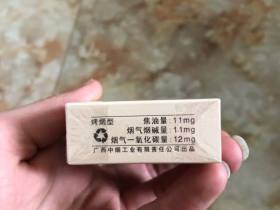 烤烟型 焦油量：11mg
烟气烟碱量：1.1mg
烟气一氧化碳量：12mg
广西中烟工业有限责任公司出品